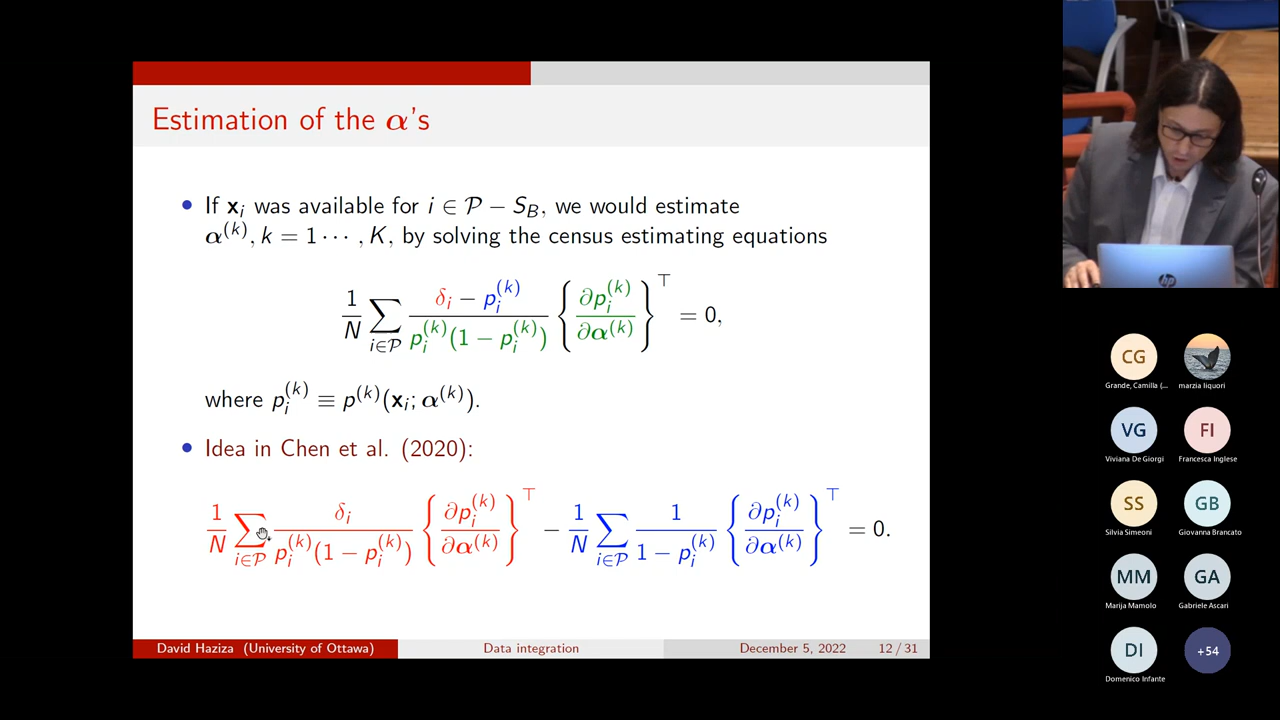 Estimation of the α's
• If xᵢ was available for i ∈ 𝒫 − S_B, we would estimate
α⁽ᵏ⁾, k = 1 ⋯ , K, by solving the census estimating equations
1/N ∑_{i∈𝒫} (δᵢ − pᵢ⁽ᵏ⁾) / (pᵢ⁽ᵏ⁾(1 − pᵢ⁽ᵏ⁾)) {∂pᵢ⁽ᵏ⁾ / ∂α⁽ᵏ⁾}^⊤ = 0,
where pᵢ⁽ᵏ⁾ ≡ p⁽ᵏ⁾(xᵢ; α⁽ᵏ⁾).
• Idea in Chen et al. (2020):
1/N ∑_{i∈𝒫} δᵢ / (pᵢ⁽ᵏ⁾(1 − pᵢ⁽ᵏ⁾)) {∂pᵢ⁽ᵏ⁾ / ∂α⁽ᵏ⁾}^⊤ − 1/N ∑_{i∈𝒫} 1 / (1 − pᵢ⁽ᵏ⁾) {∂pᵢ⁽ᵏ⁾ / ∂α⁽ᵏ⁾}^⊤ = 0.
David Haziza (University of Ottawa)
Data integration
December 5, 2022
12 / 31
hp
CG
Grande, Camilla (...
marzia liquori
VG
Viviana De Giorgi
FI
Francesca Inglese
SS
Silvia Simeoni
GB
Giovanna Brancato
MM
Marija Mamolo
GA
Gabriele Ascari
DI
Domenico Infante
+54